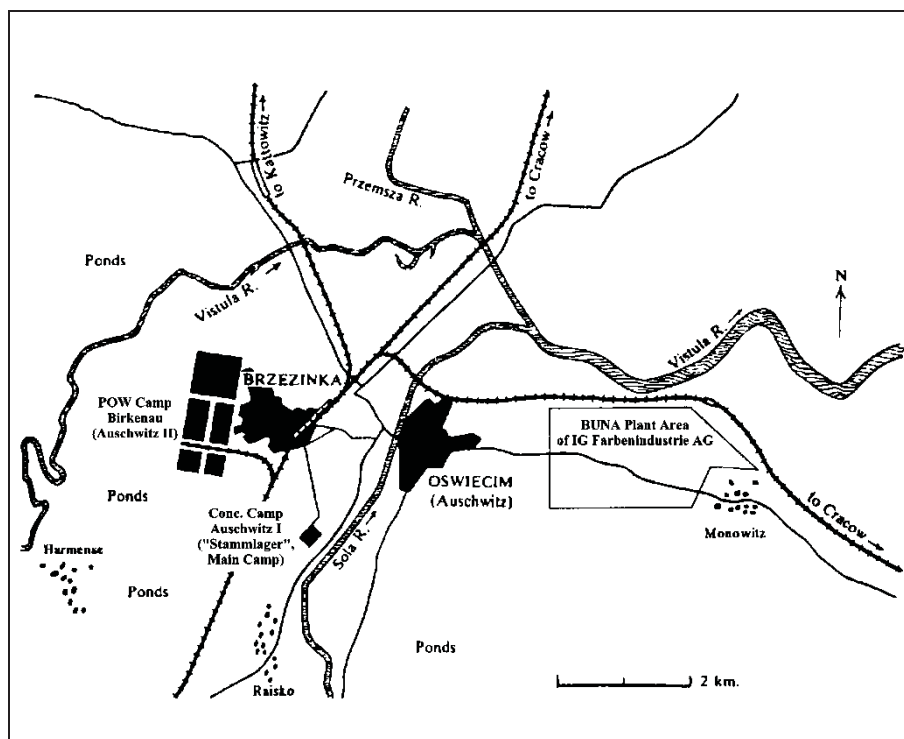 to Kattowitz →
to Cracow →
Przemsza R.
Ponds
Vistula R. →
N
Vistula R. →
BRZEZINKA
POW Camp
Birkenau
(Auschwitz II)
BUNA Plant Area
of IG Farbenindustrie AG
OSWIECIM
(Auschwitz)
Ponds
Conc. Camp
Auschwitz I
("Stammlager",
Main Camp)
Sola R. →
to Cracow →
Monowitz
Harmense
Ponds
Raisko
Ponds
2 km.